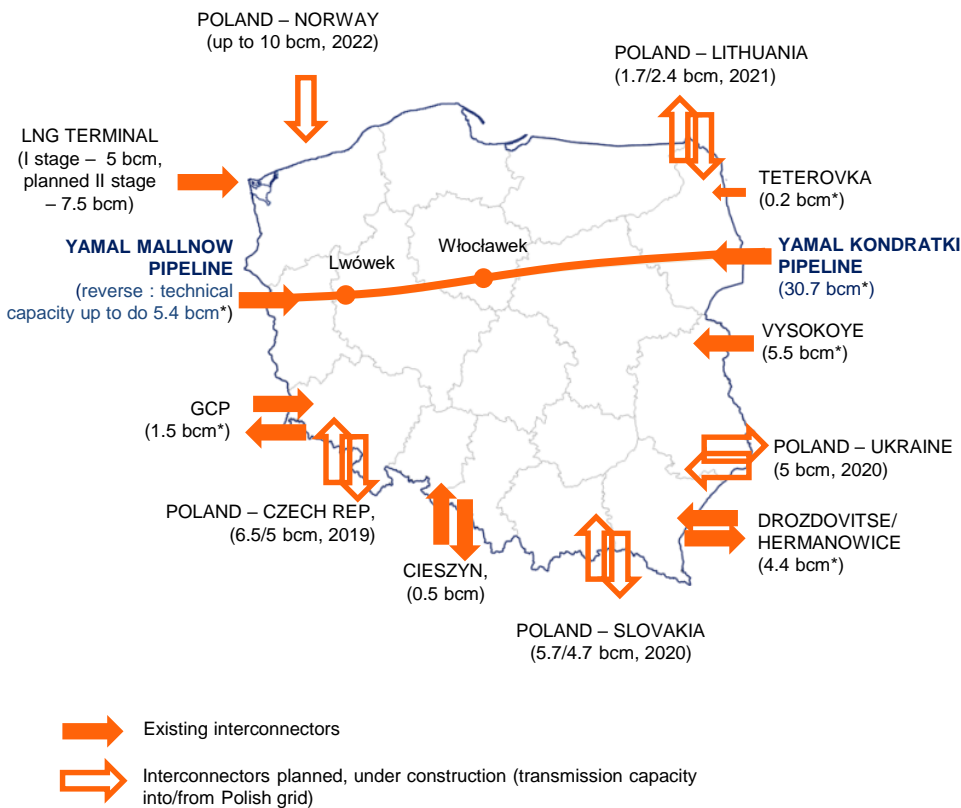 POLAND – NORWAY
(up to 10 bcm, 2022)
POLAND – LITHUANIA
(1.7/2.4 bcm, 2021)
LNG TERMINAL
(I stage – 5 bcm,
planned II stage
– 7.5 bcm)
TETEROVKA
(0.2 bcm*)
YAMAL MALLNOW
PIPELINE
(reverse : technical
capacity up to do 5.4 bcm*)
Lwówek
Włocławek
YAMAL KONDRATKI
PIPELINE
(30.7 bcm*)
VYSOKOYE
(5.5 bcm*)
GCP
(1.5 bcm*)
POLAND – UKRAINE
(5 bcm, 2020)
POLAND – CZECH REP,
(6.5/5 bcm, 2019)
DROZDOVITSE/
HERMANOWICE
(4.4 bcm*)
CIESZYN,
(0.5 bcm)
POLAND – SLOVAKIA
(5.7/4.7 bcm, 2020)
Existing interconnectors
Interconnectors planned, under construction (transmission capacity
into/from Polish grid)